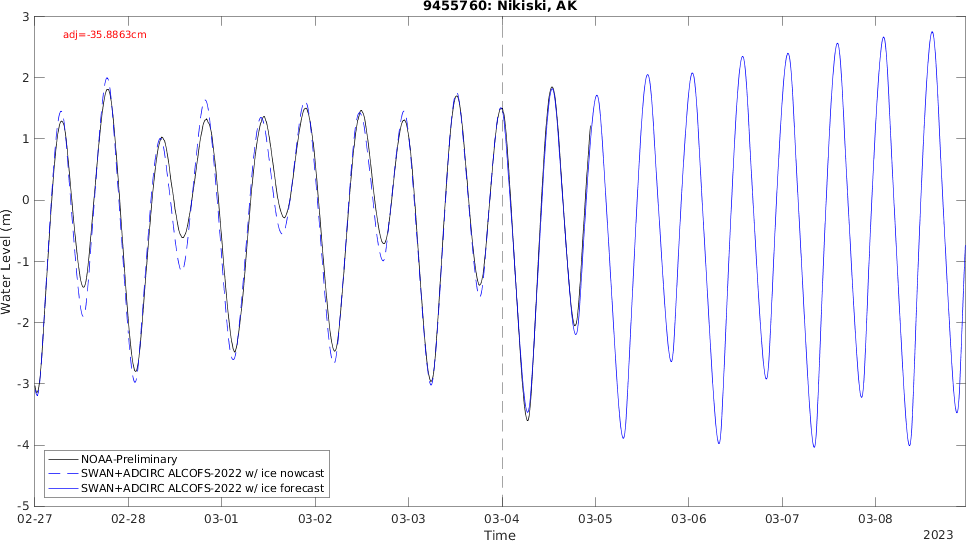 9455760: Nikiski, AK
adj=-35.8863cm
3
2
1
0
-1
-2
-3
-4
-5
Water Level (m)
NOAA-Preliminary
SWAN+ADCIRC ALCOFS-2022 w/ ice nowcast
SWAN+ADCIRC ALCOFS-2022 w/ ice forecast
02-27 02-28 03-01 03-02 03-03 03-04 03-05 03-06 03-07 03-08
Time
2023